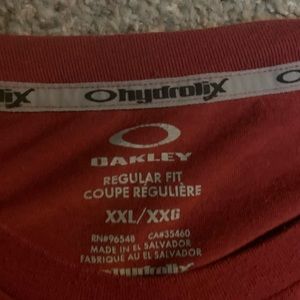 hydrolix Ohydrolix
OAKLEY
REGULAR FIT
COUPE RÉGULIÈRE
XXL/XXG
RN#96548 CA#35460
MADE IN EL SALVADOR
FABRIQUE AU EL SALVADOR
hydrolix